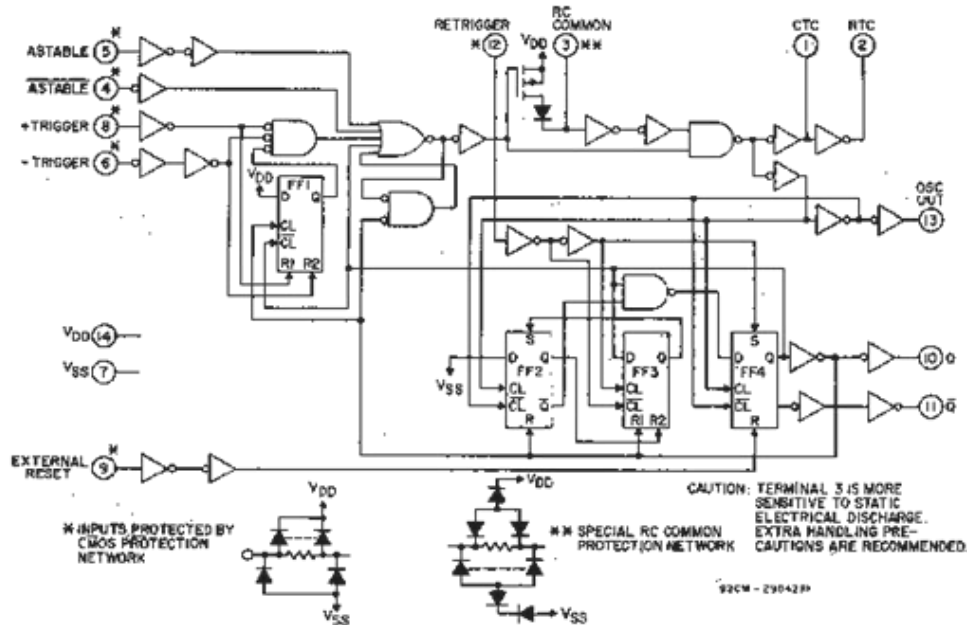 RETRIGGER
RC
COMMON
CTC
RTC
*12
3 **
1
2
VDD
ASTABLE 5 *
ASTABLE 4 *
+TRIGGER 8 *
-TRIGGER 6 *
VDD
FF1
D Q
CL
CL
R1 R2
OSC
OUT
13
VDD 14
VSS 7
S
D Q
FF2
CL
CL Q
R
VSS
D Q
FF3
CL
CL
R1 R2
S
D Q
FF4
CL
CL
R
10 Q
11 Q
EXTERNAL
RESET 9 *
* INPUTS PROTECTED BY
CMOS PROTECTION
NETWORK
VDD
VSS
VDD
VSS
** SPECIAL RC COMMON
PROTECTION NETWORK
CAUTION: TERMINAL 3 IS MORE
SENSITIVE TO STATIC
ELECTRICAL DISCHARGE.
EXTRA HANDLING PRE-
CAUTIONS ARE RECOMMENDED.